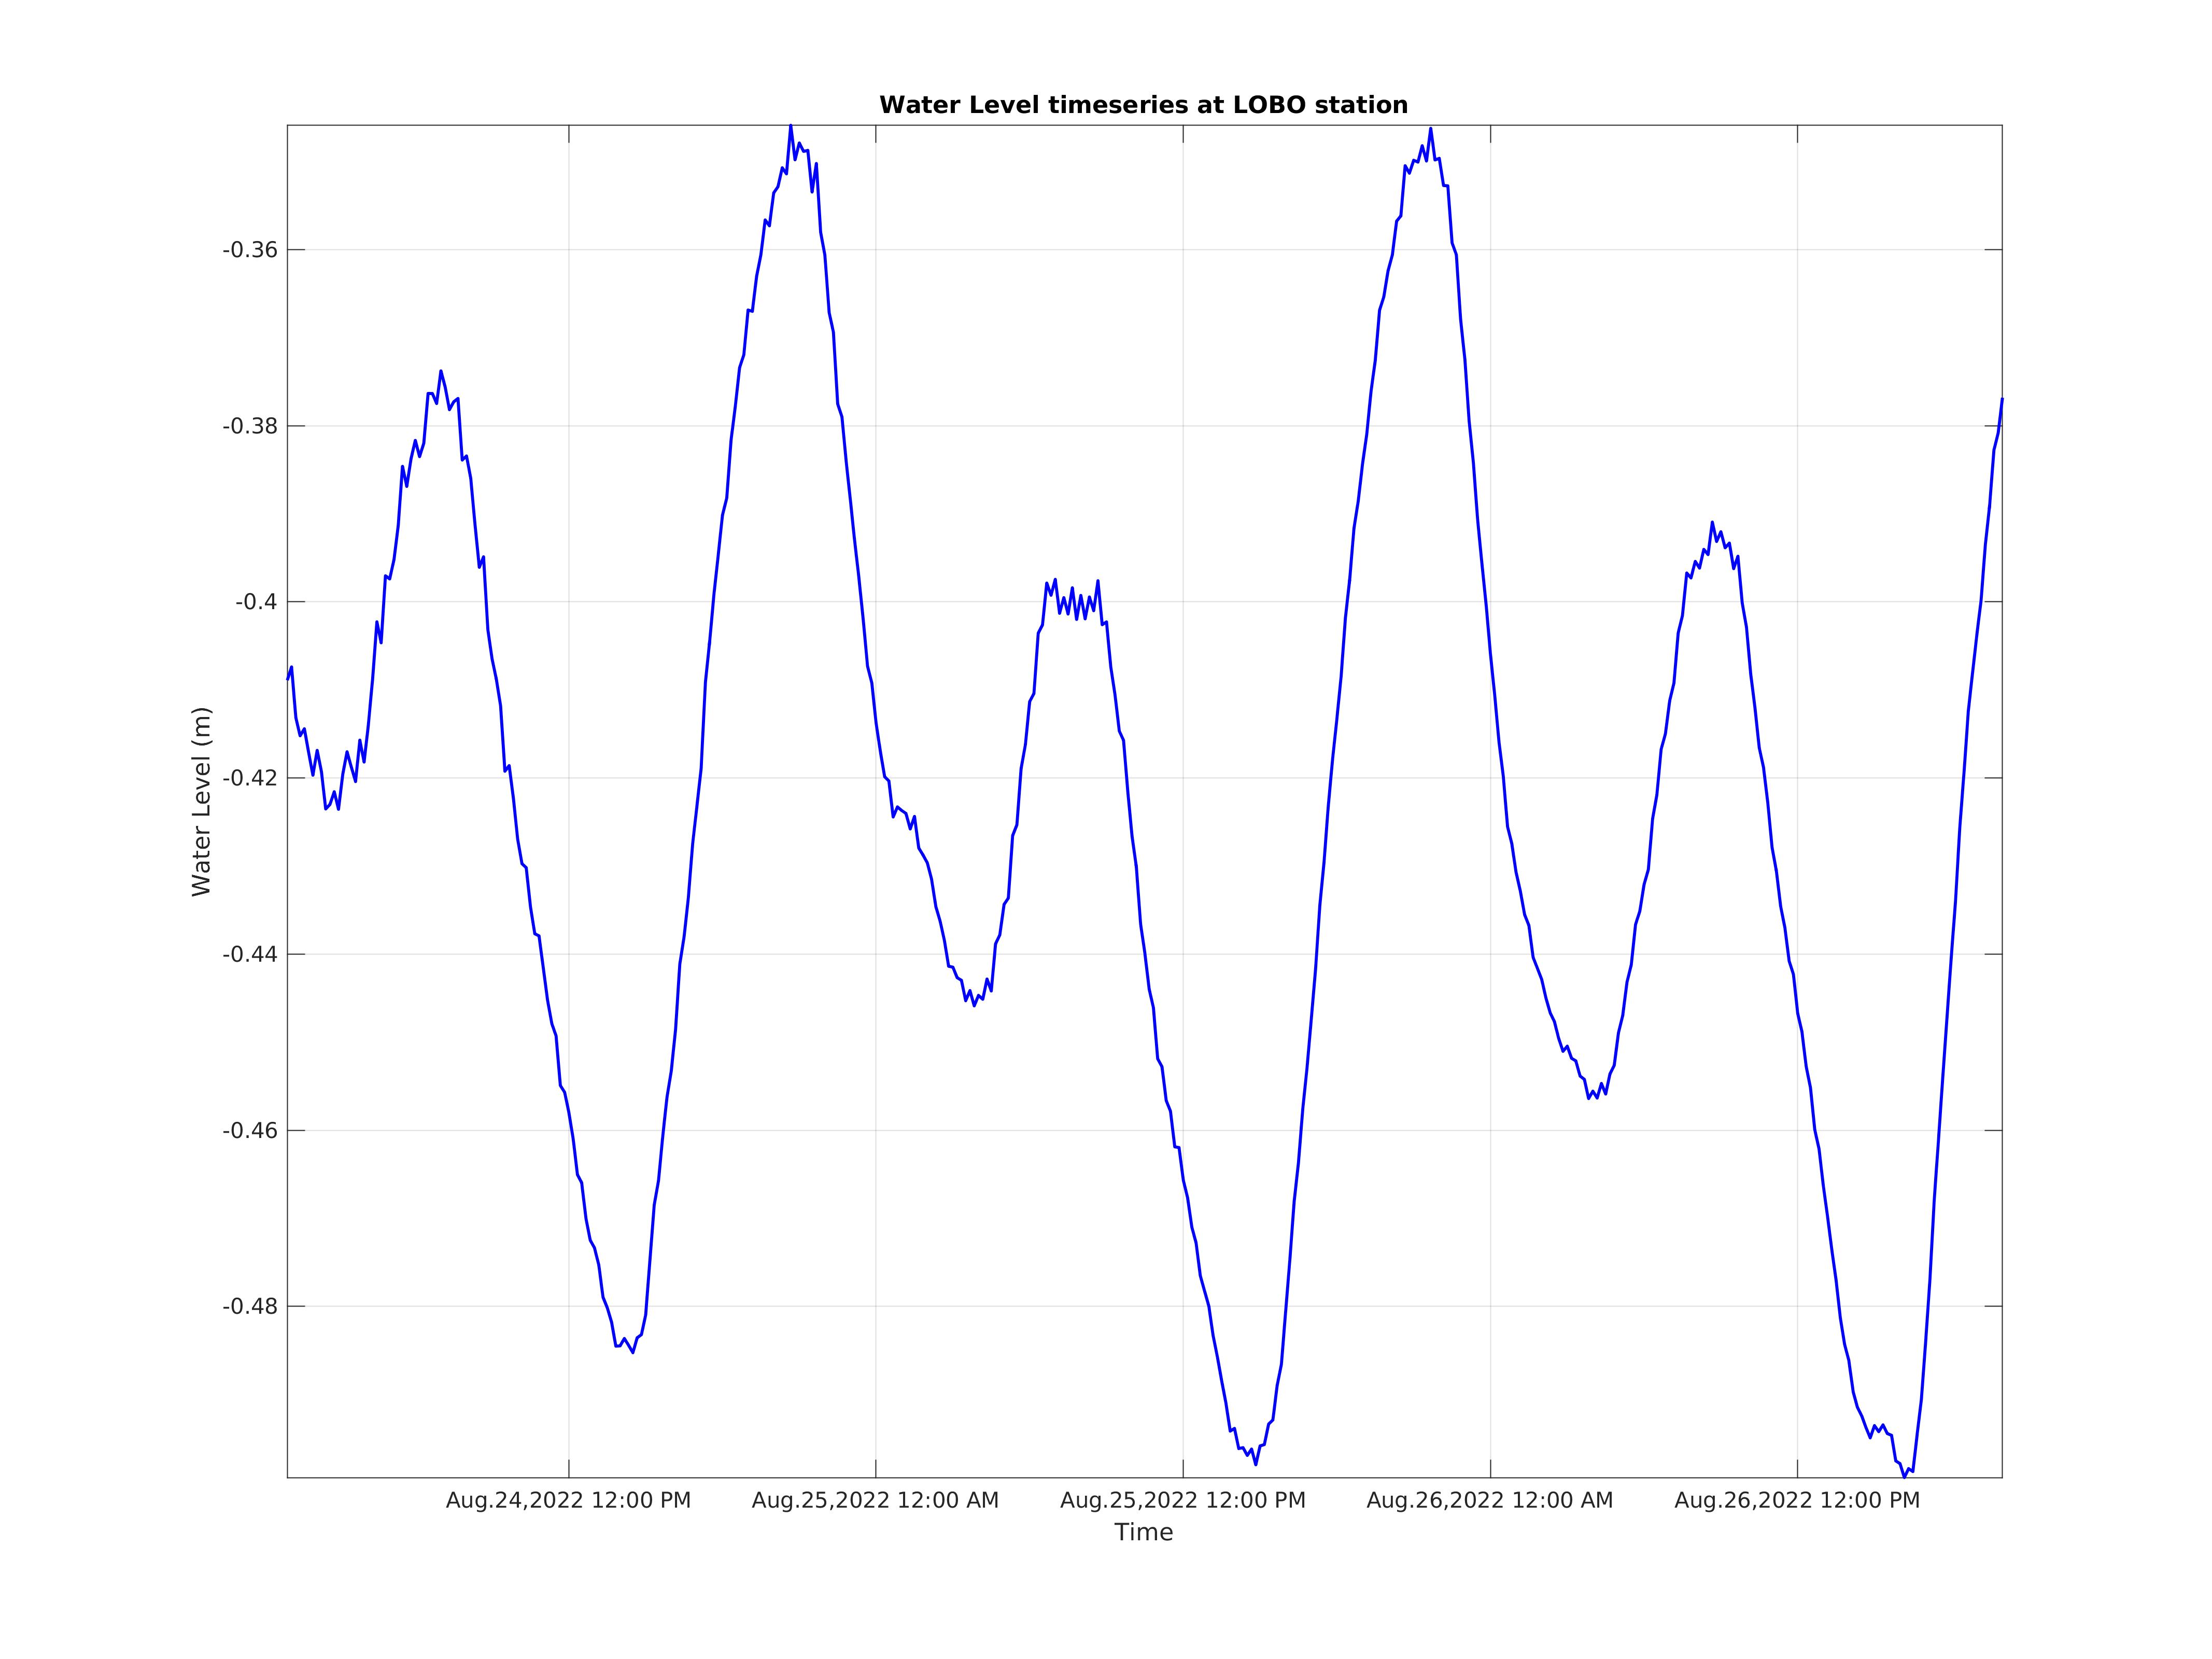 Water Level timeseries at LOBO station
-0.36
-0.38
-0.4
-0.42
-0.44
-0.46
-0.48
Water Level (m)
Aug.24,2022 12:00 PM
Aug.25,2022 12:00 AM
Aug.25,2022 12:00 PM
Aug.26,2022 12:00 AM
Aug.26,2022 12:00 PM
Time